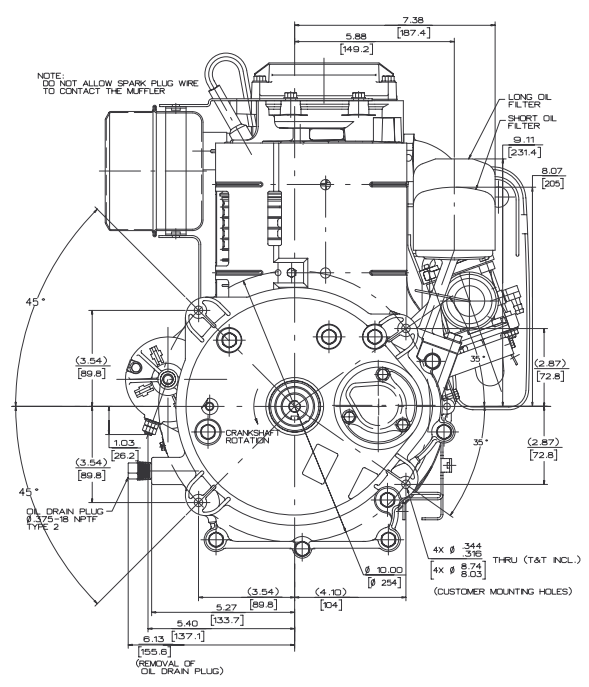 7.38
[187.4]
5.88
[149.2]
NOTE:
DO NOT ALLOW SPARK PLUG WIRE
TO CONTACT THE MUFFLER
LONG OIL
FILTER
SHORT OIL
FILTER
9.11
[231.4]
8.07
[205]
45°
35°
(3.54)
[89.8]
(2.87)
[72.8]
CRANKSHAFT
ROTATION
1.03
[26.2]
(3.54)
[89.8]
35°
(2.87)
[72.8]
45°
OIL DRAIN PLUG
Ø.375-18 NPTF
TYPE 2
4X Ø .344
.316
THRU (T&T INCL.)
[4X Ø 8.74
8.03]
(CUSTOMER MOUNTING HOLES)
Ø 10.00
[Ø 254]
(3.54)
[89.8]
(4.10)
[104]
5.27
[133.7]
5.40
[137.1]
6.13
[155.6]
(REMOVAL OF
OIL DRAIN PLUG)